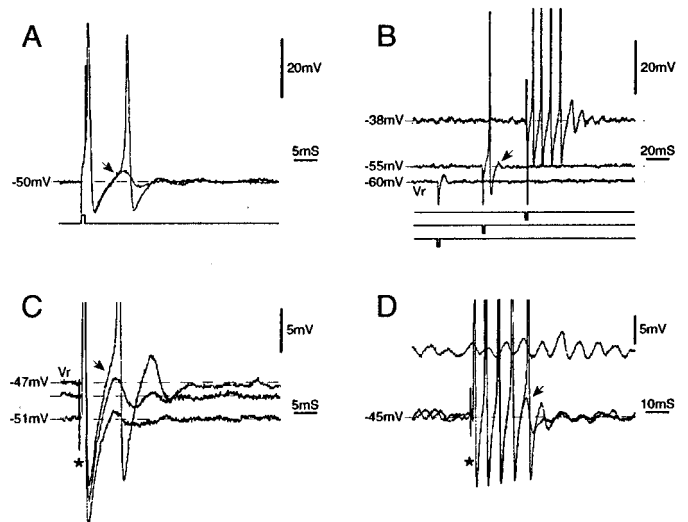 A
20mV
5mS
-50mV
B
20mV
-38mV
-55mV
20mS
-60mV
Vr
C
5mV
Vr
-47mV
5mS
-51mV
*
D
5mV
-45mV
10mS
*